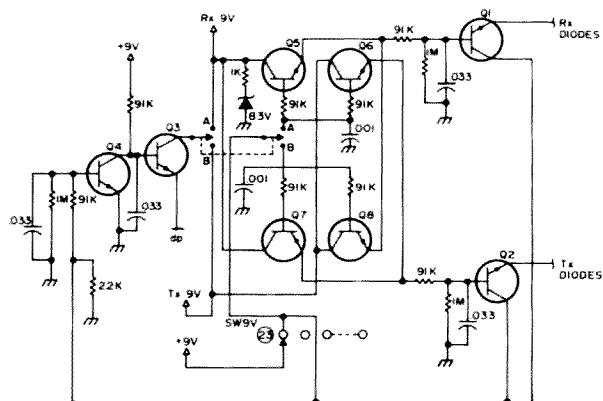 Rx 9V
Q5
Q6
91K
Q1
Rx
DIODES
+9V
1K
1M
.033
8.3V
91K
91K
91K
Q4
Q3
A
A
.001
B
B
.033
1M
91K
.033
.001
91K
91K
Q7
Q8
dp
22K
91K
Q2
Tx
DIODES
Tx 9V
1M
.033
SW9V
23
+9V